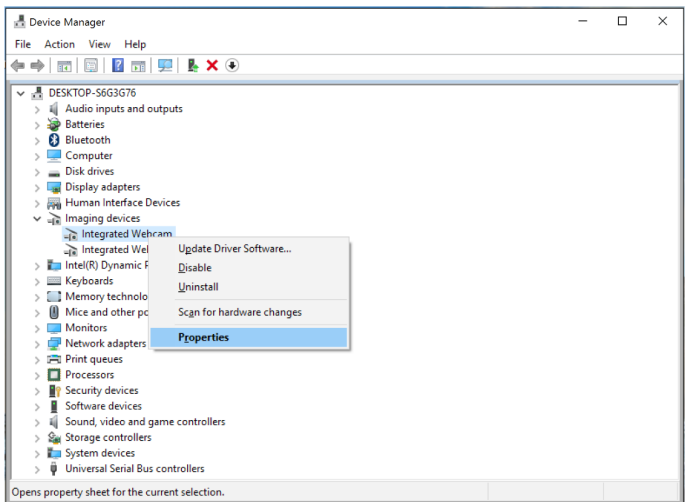 Device Manager
File Action View Help
DESKTOP-S6G3G76
Audio inputs and outputs
Batteries
Bluetooth
Computer
Disk drives
Display adapters
Human Interface Devices
Imaging devices
Integrated Webcam
Integrated Wel
Update Driver Software...
Intel(R) Dynamic P
Disable
Keyboards
Uninstall
Memory technolo
Mice and other po
Scan for hardware changes
Monitors
Network adapters
Properties
Print queues
Processors
Security devices
Software devices
Sound, video and game controllers
Storage controllers
System devices
Universal Serial Bus controllers
Opens property sheet for the current selection.